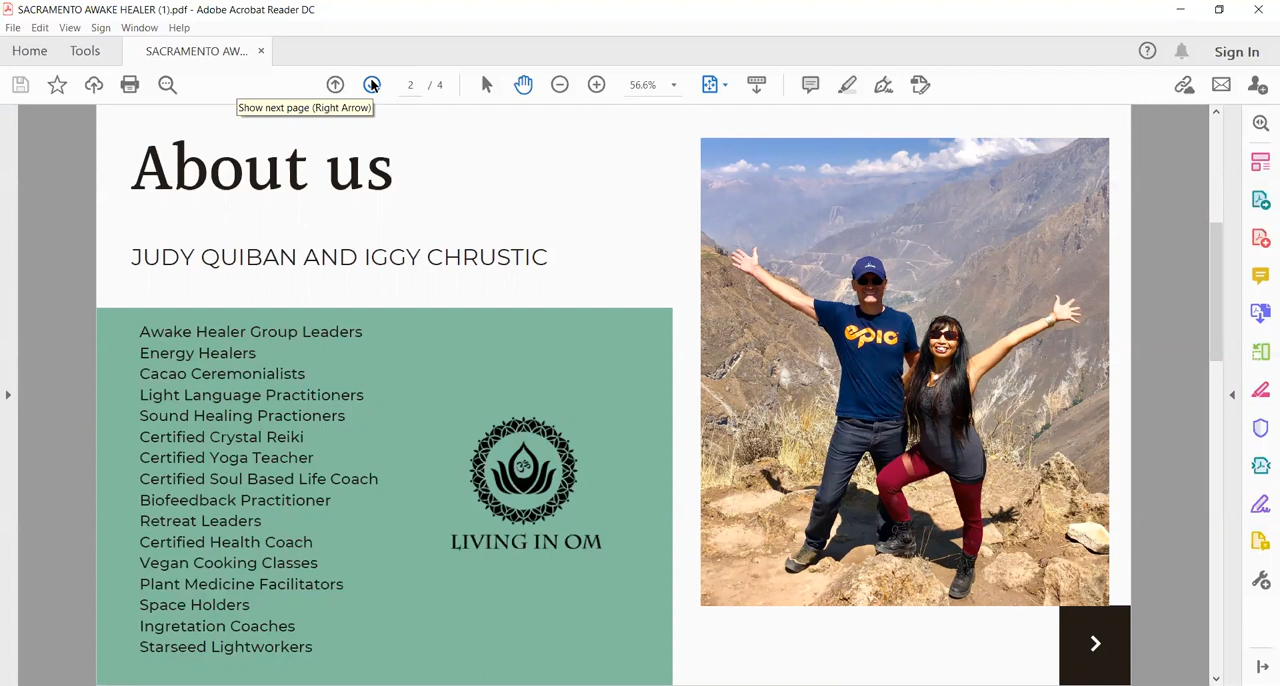 SACRAMENTO AWAKE HEALER (1).pdf - Adobe Acrobat Reader DC
File Edit View Sign Window Help
Home Tools SACRAMENTO AW... × Sign In
2 / 4 56.6%
Show next page (Right Arrow)
About us
JUDY QUIBAN AND IGGY CHRUSTIC
Awake Healer Group Leaders
Energy Healers
Cacao Ceremonialists
Light Language Practitioners
Sound Healing Practioners
Certified Crystal Reiki
Certified Yoga Teacher
Certified Soul Based Life Coach
Biofeedback Practitioner
Retreat Leaders
Certified Health Coach
Vegan Cooking Classes
Plant Medicine Facilitators
Space Holders
Ingretation Coaches
Starseed Lightworkers
ॐ
LIVING IN OM
epic